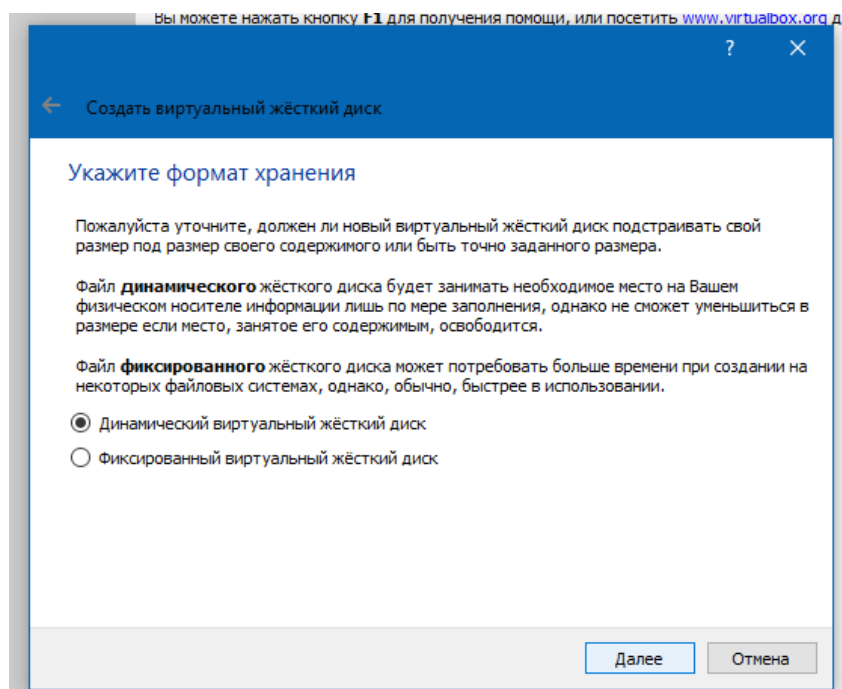 Вы можете нажать кнопку F1 для получения помощи, или посетить www.virtualbox.org д
?
Создать виртуальный жёсткий диск
Укажите формат хранения
Пожалуйста уточните, должен ли новый виртуальный жёсткий диск подстраивать свой
размер под размер своего содержимого или быть точно заданного размера.
Файл динамического жёсткого диска будет занимать необходимое место на Вашем
физическом носителе информации лишь по мере заполнения, однако не сможет уменьшиться в
размере если место, занятое его содержимым, освободится.
Файл фиксированного жёсткого диска может потребовать больше времени при создании на
некоторых файловых системах, однако, обычно, быстрее в использовании.
Динамический виртуальный жёсткий диск
Фиксированный виртуальный жёсткий диск
Далее Отмена